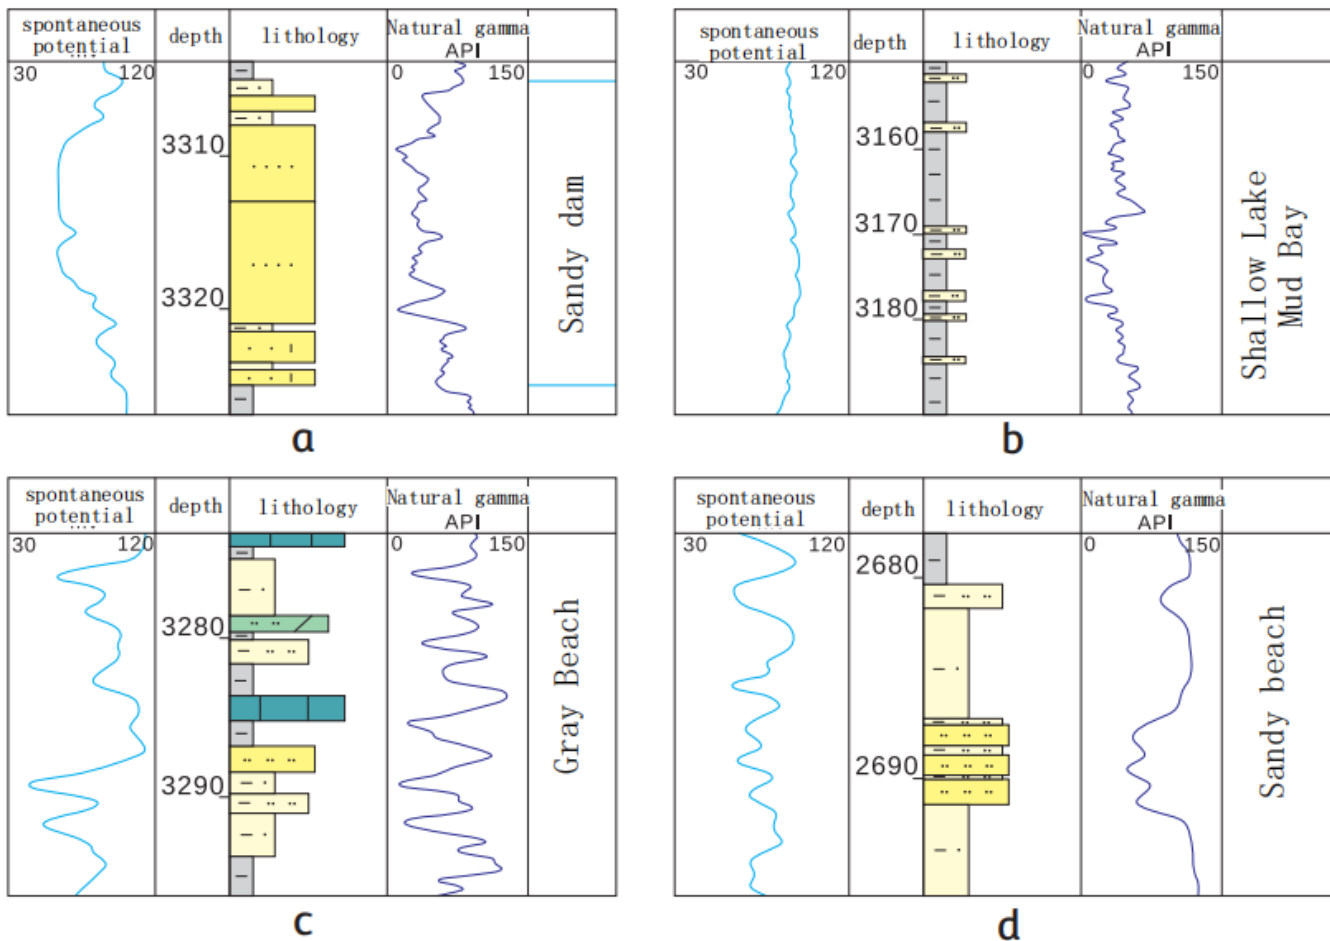 spontaneous
potential
depth
lithology
Natural gamma
API
30
120
0
150
3310
3320
Sandy dam
a
spontaneous
potential
depth
lithology
Natural gamma
API
30
120
0
150
3160
3170
3180
Shallow Lake
Mud Bay
b
spontaneous
potential
depth
lithology
Natural gamma
API
30
120
0
150
3280
3290
Gray Beach
c
spontaneous
potential
depth
lithology
Natural gamma
API
30
120
0
150
2680
2690
Sandy beach
d